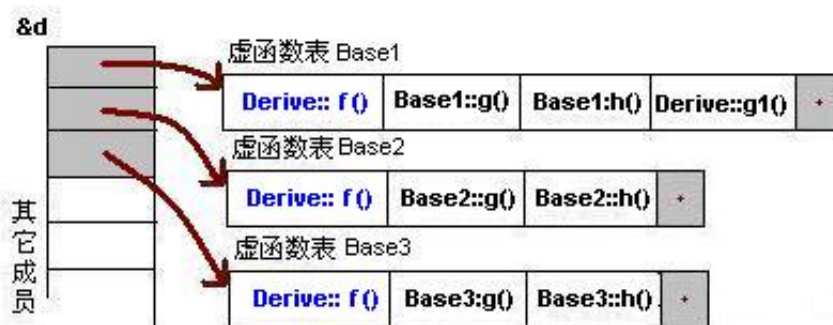 &d
虚函数表 Base1
Derive:: f () Base1::g() Base1:h() Derive::g1()
虚函数表 Base2
Derive:: f () Base2::g() Base2::h()
虚函数表 Base3
Derive:: f () Base3:g() Base3::h()
其它成员